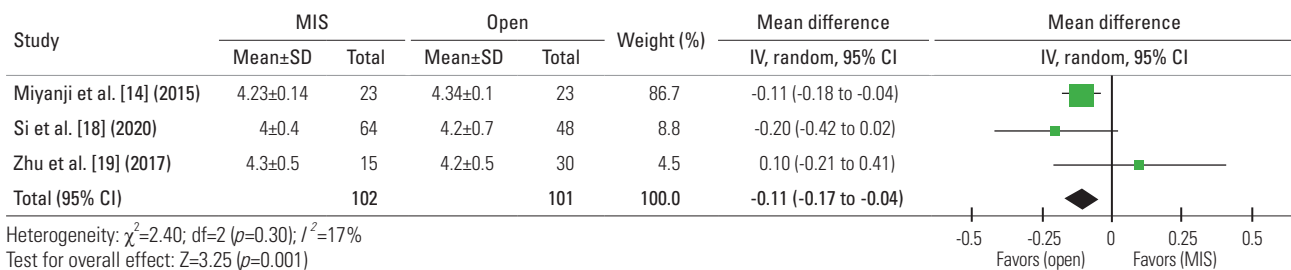 Study MIS Open Weight (%) Mean difference Mean difference
Mean±SD Total Mean±SD Total IV, random, 95% CI IV, random, 95% CI
Miyanji et al. [14] (2015) 4.23±0.14 23 4.34±0.1 23 86.7 -0.11 (-0.18 to -0.04)
Si et al. [18] (2020) 4±0.4 64 4.2±0.7 48 8.8 -0.20 (-0.42 to 0.02)
Zhu et al. [19] (2017) 4.3±0.5 15 4.2±0.5 30 4.5 0.10 (-0.21 to 0.41)
Total (95% CI) 102 101 100.0 -0.11 (-0.17 to -0.04)
Heterogeneity: χ²=2.40; df=2 (p=0.30); I²=17%
Test for overall effect: Z=3.25 (p=0.001)
-0.5 -0.25 0 0.25 0.5
Favors (open) Favors (MIS)